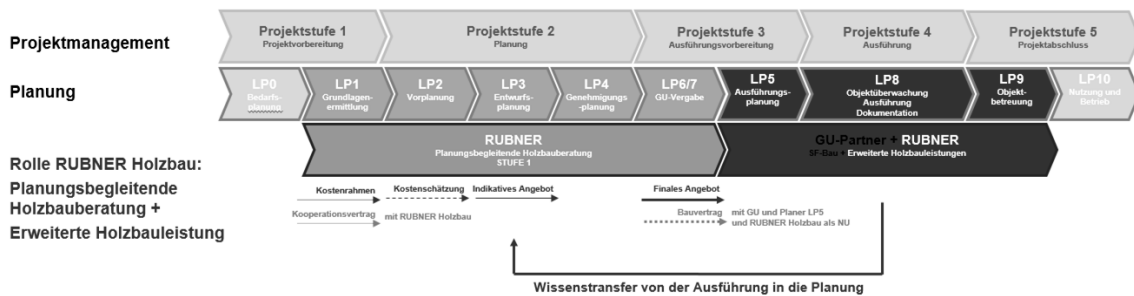 Projektmanagement
Projektstufe 1
Projektvorbereitung
Projektstufe 2
Planung
Projektstufe 3
Ausführungsvorbereitung
Projektstufe 4
Ausführung
Projektstufe 5
Projektabschluss
Planung
LP0
Bedarfs-
planung
LP1
Grundlagen-
ermittlung
LP2
Vorplanung
LP3
Entwurfs-
planung
LP4
Genehmigungs
-planung
LP6/7
GU-Vergabe
LP5
Ausführungs-
planung
LP8
Objektüberwachung
Ausführung
Dokumentation
LP9
Objekt-
betreuung
LP10
Nutzung und
Betrieb
Rolle RUBNER Holzbau:
Planungsbegleitende
Holzbauberatung +
Erweiterte Holzbauleistung
RUBNER
Planungsbegleitende Holzbauberatung
STUFE 1
GU-Partner + RUBNER
SF-Bau + Erweiterte Holzbauleistungen
Kostenrahmen
Kostenschätzung
Indikatives Angebot
Finales Angebot
Kooperationsvertrag
mit RUBNER Holzbau
Bauvertrag
mit GU und Planer LP5
und RUBNER Holzbau als NU
Wissenstransfer von der Ausführung in die Planung